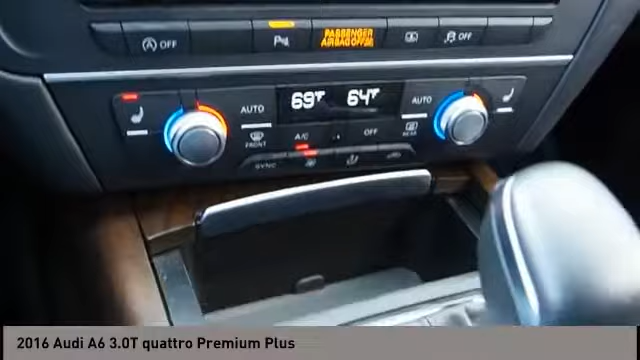 OFF
PASSENGER
AIRBAG OFF
OFF
69°F
64°F
AUTO
AUTO
FRONT
A/C
OFF
REAR
SYNC
2016 Audi A6 3.0T quattro Premium Plus